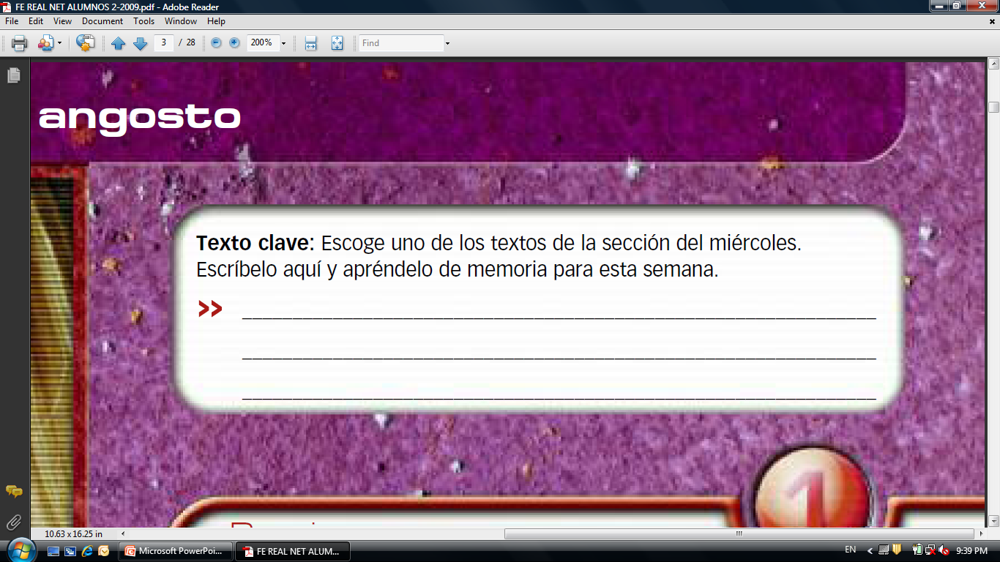 FE REAL NET ALUMNOS 2-2009.pdf - Adobe Reader
File Edit View Document Tools Window Help
3 / 28 200% Find
angosto
Texto clave: Escoge uno de los textos de la sección del miércoles.
Escríbelo aquí y apréndelo de memoria para esta semana.
>> _______________
_______________
_______________
1
10.63 x 16.25 in
Microsoft PowerPoi... FE REAL NET ALUM... EN 9:39 PM